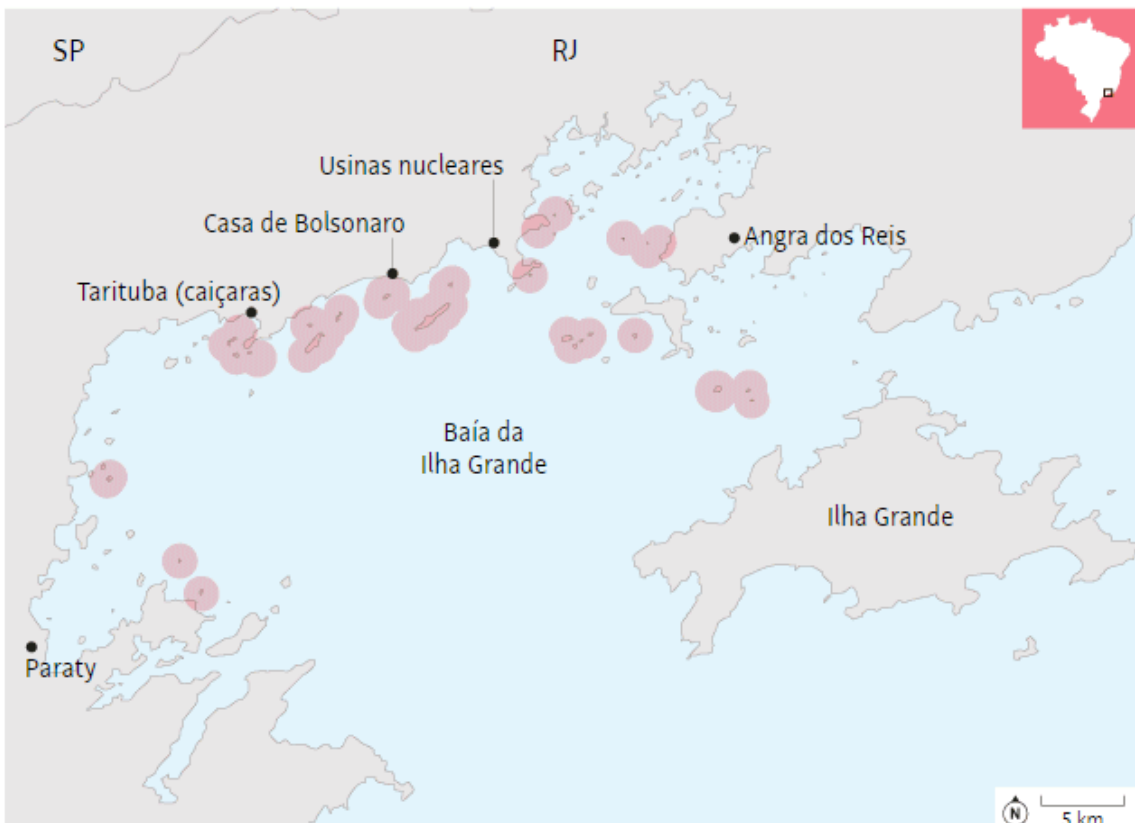 SP
RJ
Usinas nucleares
Casa de Bolsonaro
Angra dos Reis
Tarituba (caiçaras)
Baía da
Ilha Grande
Ilha Grande
Paraty
N
5 km